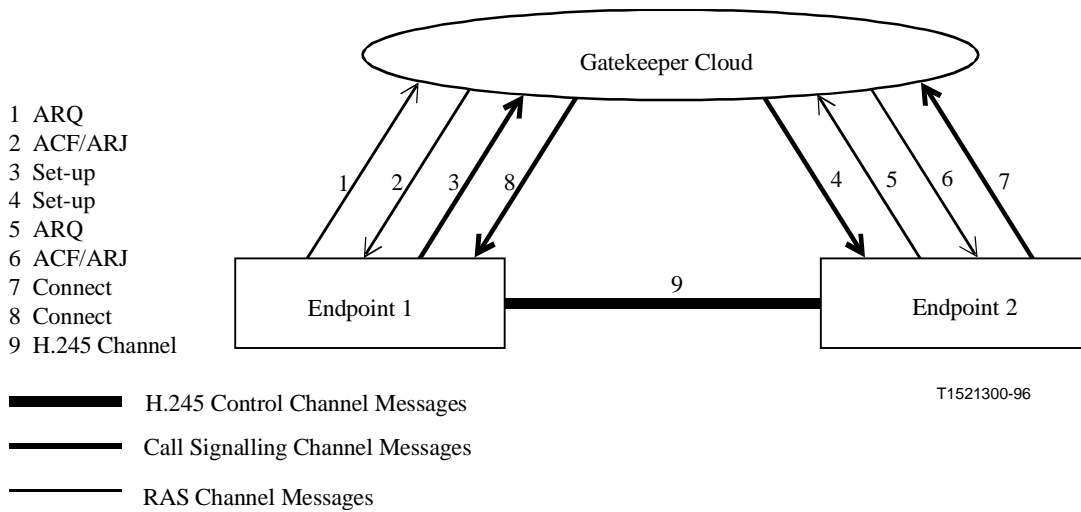 Gatekeeper Cloud
1 ARQ
2 ACF/ARJ
3 Set-up
4 Set-up
5 ARQ
6 ACF/ARJ
7 Connect
8 Connect
9 H.245 Channel
1
2
3
8
4
5
6
7
Endpoint 1
9
Endpoint 2
T1521300-96
H.245 Control Channel Messages
Call Signalling Channel Messages
RAS Channel Messages